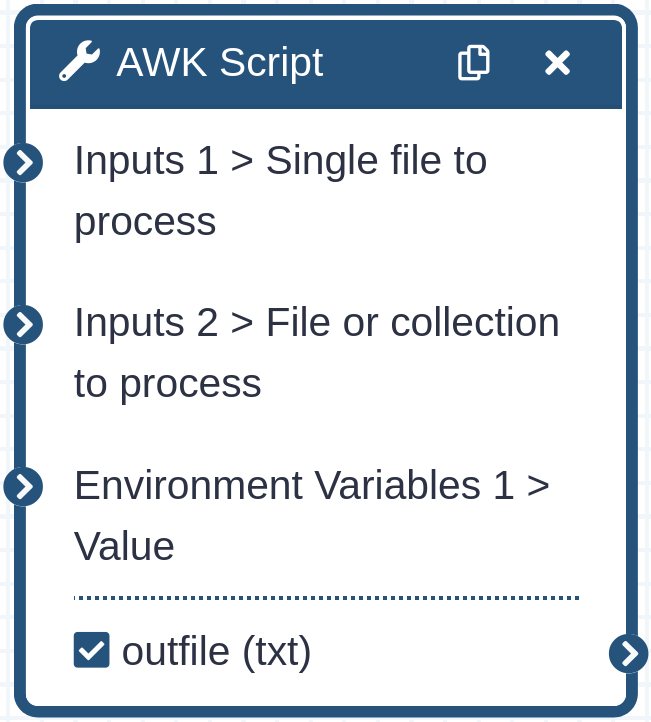 AWK Script
Inputs 1 > Single file to
process
Inputs 2 > File or collection
to process
Environment Variables 1 >
Value
outfile (txt)